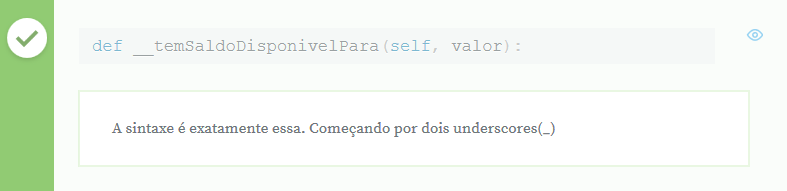 def __temSaldoDisponivelPara(self, valor):
A sintaxe é exatamente essa. Começando por dois underscores(_)